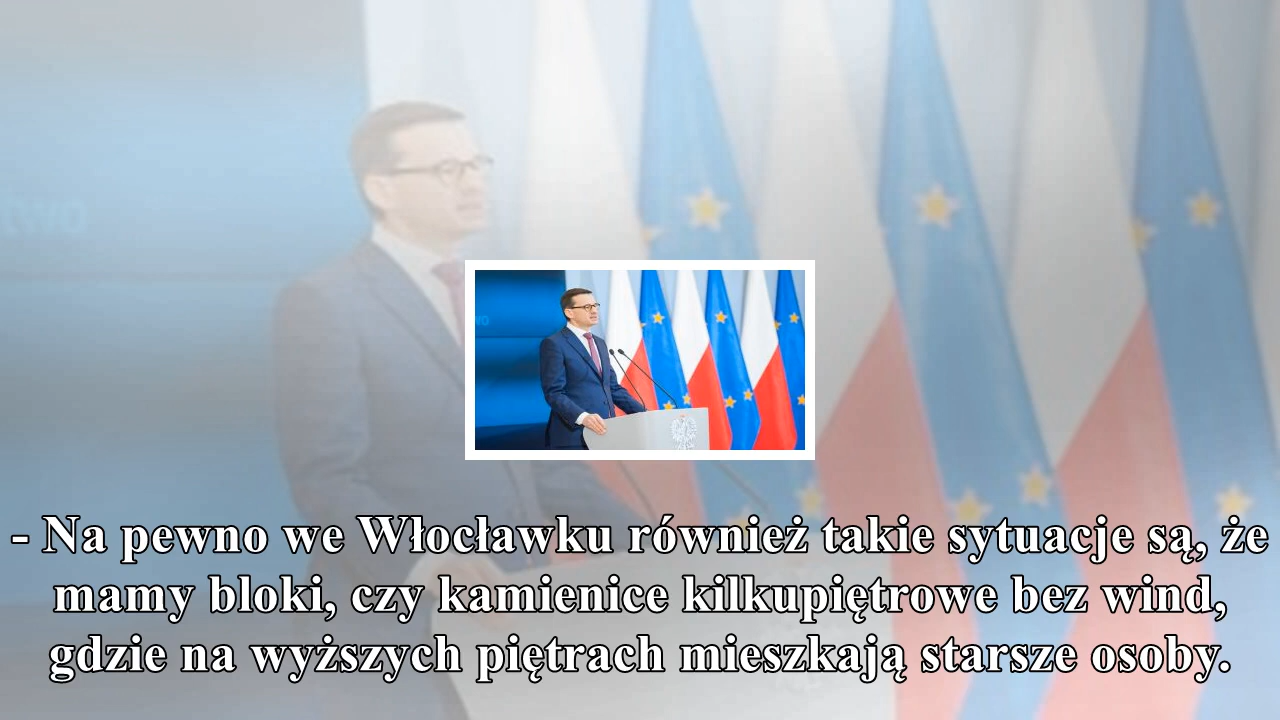 TWO
- Na pewno we Włocławku również takie sytuacje są, że
mamy bloki, czy kamienice kilkupiętrowe bez wind,
gdzie na wyższych piętrach mieszkają starsze osoby.